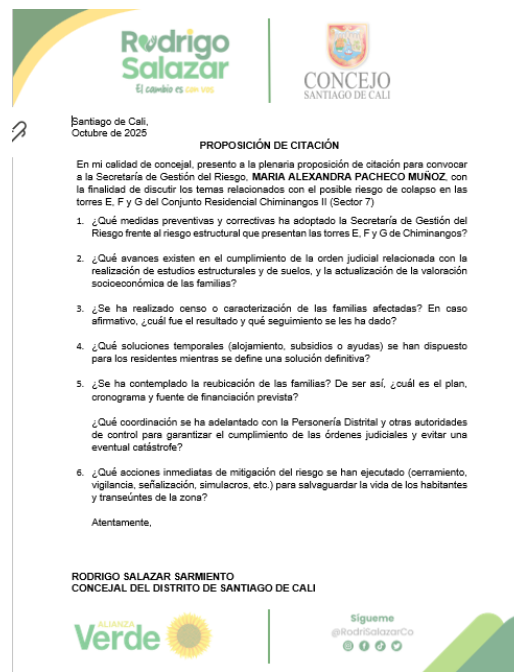 Rodrigo
Salazar
El cambio es con vos
CONCEJO
SANTIAGO DE CALI
Santiago de Cali,
Octubre de 2025
PROPOSICIÓN DE CITACIÓN
En mi calidad de concejal, presento a la plenaria proposición de citación para convocar
a la Secretaría de Gestión del Riesgo, MARIA ALEXANDRA PACHECO MUÑOZ, con
la finalidad de discutir los temas relacionados con el posible riesgo de colapso en las
torres E, F y G del Conjunto Residencial Chiminangos II (Sector 7)
1. ¿Qué medidas preventivas y correctivas ha adoptado la Secretaría de Gestión del
Riesgo frente al riesgo estructural que presentan las torres E, F y G de Chiminangos?
2. ¿Qué avances existen en el cumplimiento de la orden judicial relacionada con la
realización de estudios estructurales y de suelos, y la actualización de la valoración
socioeconómica de las familias?
3. ¿Se ha realizado censo o caracterización de las familias afectadas? En caso
afirmativo, ¿cuál fue el resultado y qué seguimiento se les ha dado?
4. ¿Qué soluciones temporales (alojamiento, subsidios o ayudas) se han dispuesto
para los residentes mientras se define una solución definitiva?
5. ¿Se ha contemplado la reubicación de las familias? De ser así, ¿cuál es el plan,
cronograma y fuente de financiación prevista?
¿Qué coordinación se ha adelantado con la Personería Distrital y otras autoridades
de control para garantizar el cumplimiento de las órdenes judiciales y evitar una
eventual catástrofe?
6. ¿Qué acciones inmediatas de mitigación del riesgo se han ejecutado (cerramiento,
vigilancia, señalización, simulacros, etc.) para salvaguardar la vida de los habitantes
y transeúntes de la zona?
Atentamente,
RODRIGO SALAZAR SARMIENTO
CONCEJAL DEL DISTRITO DE SANTIAGO DE CALI
ALIANZA
Verde
Sígueme
@RodriSalazarCo